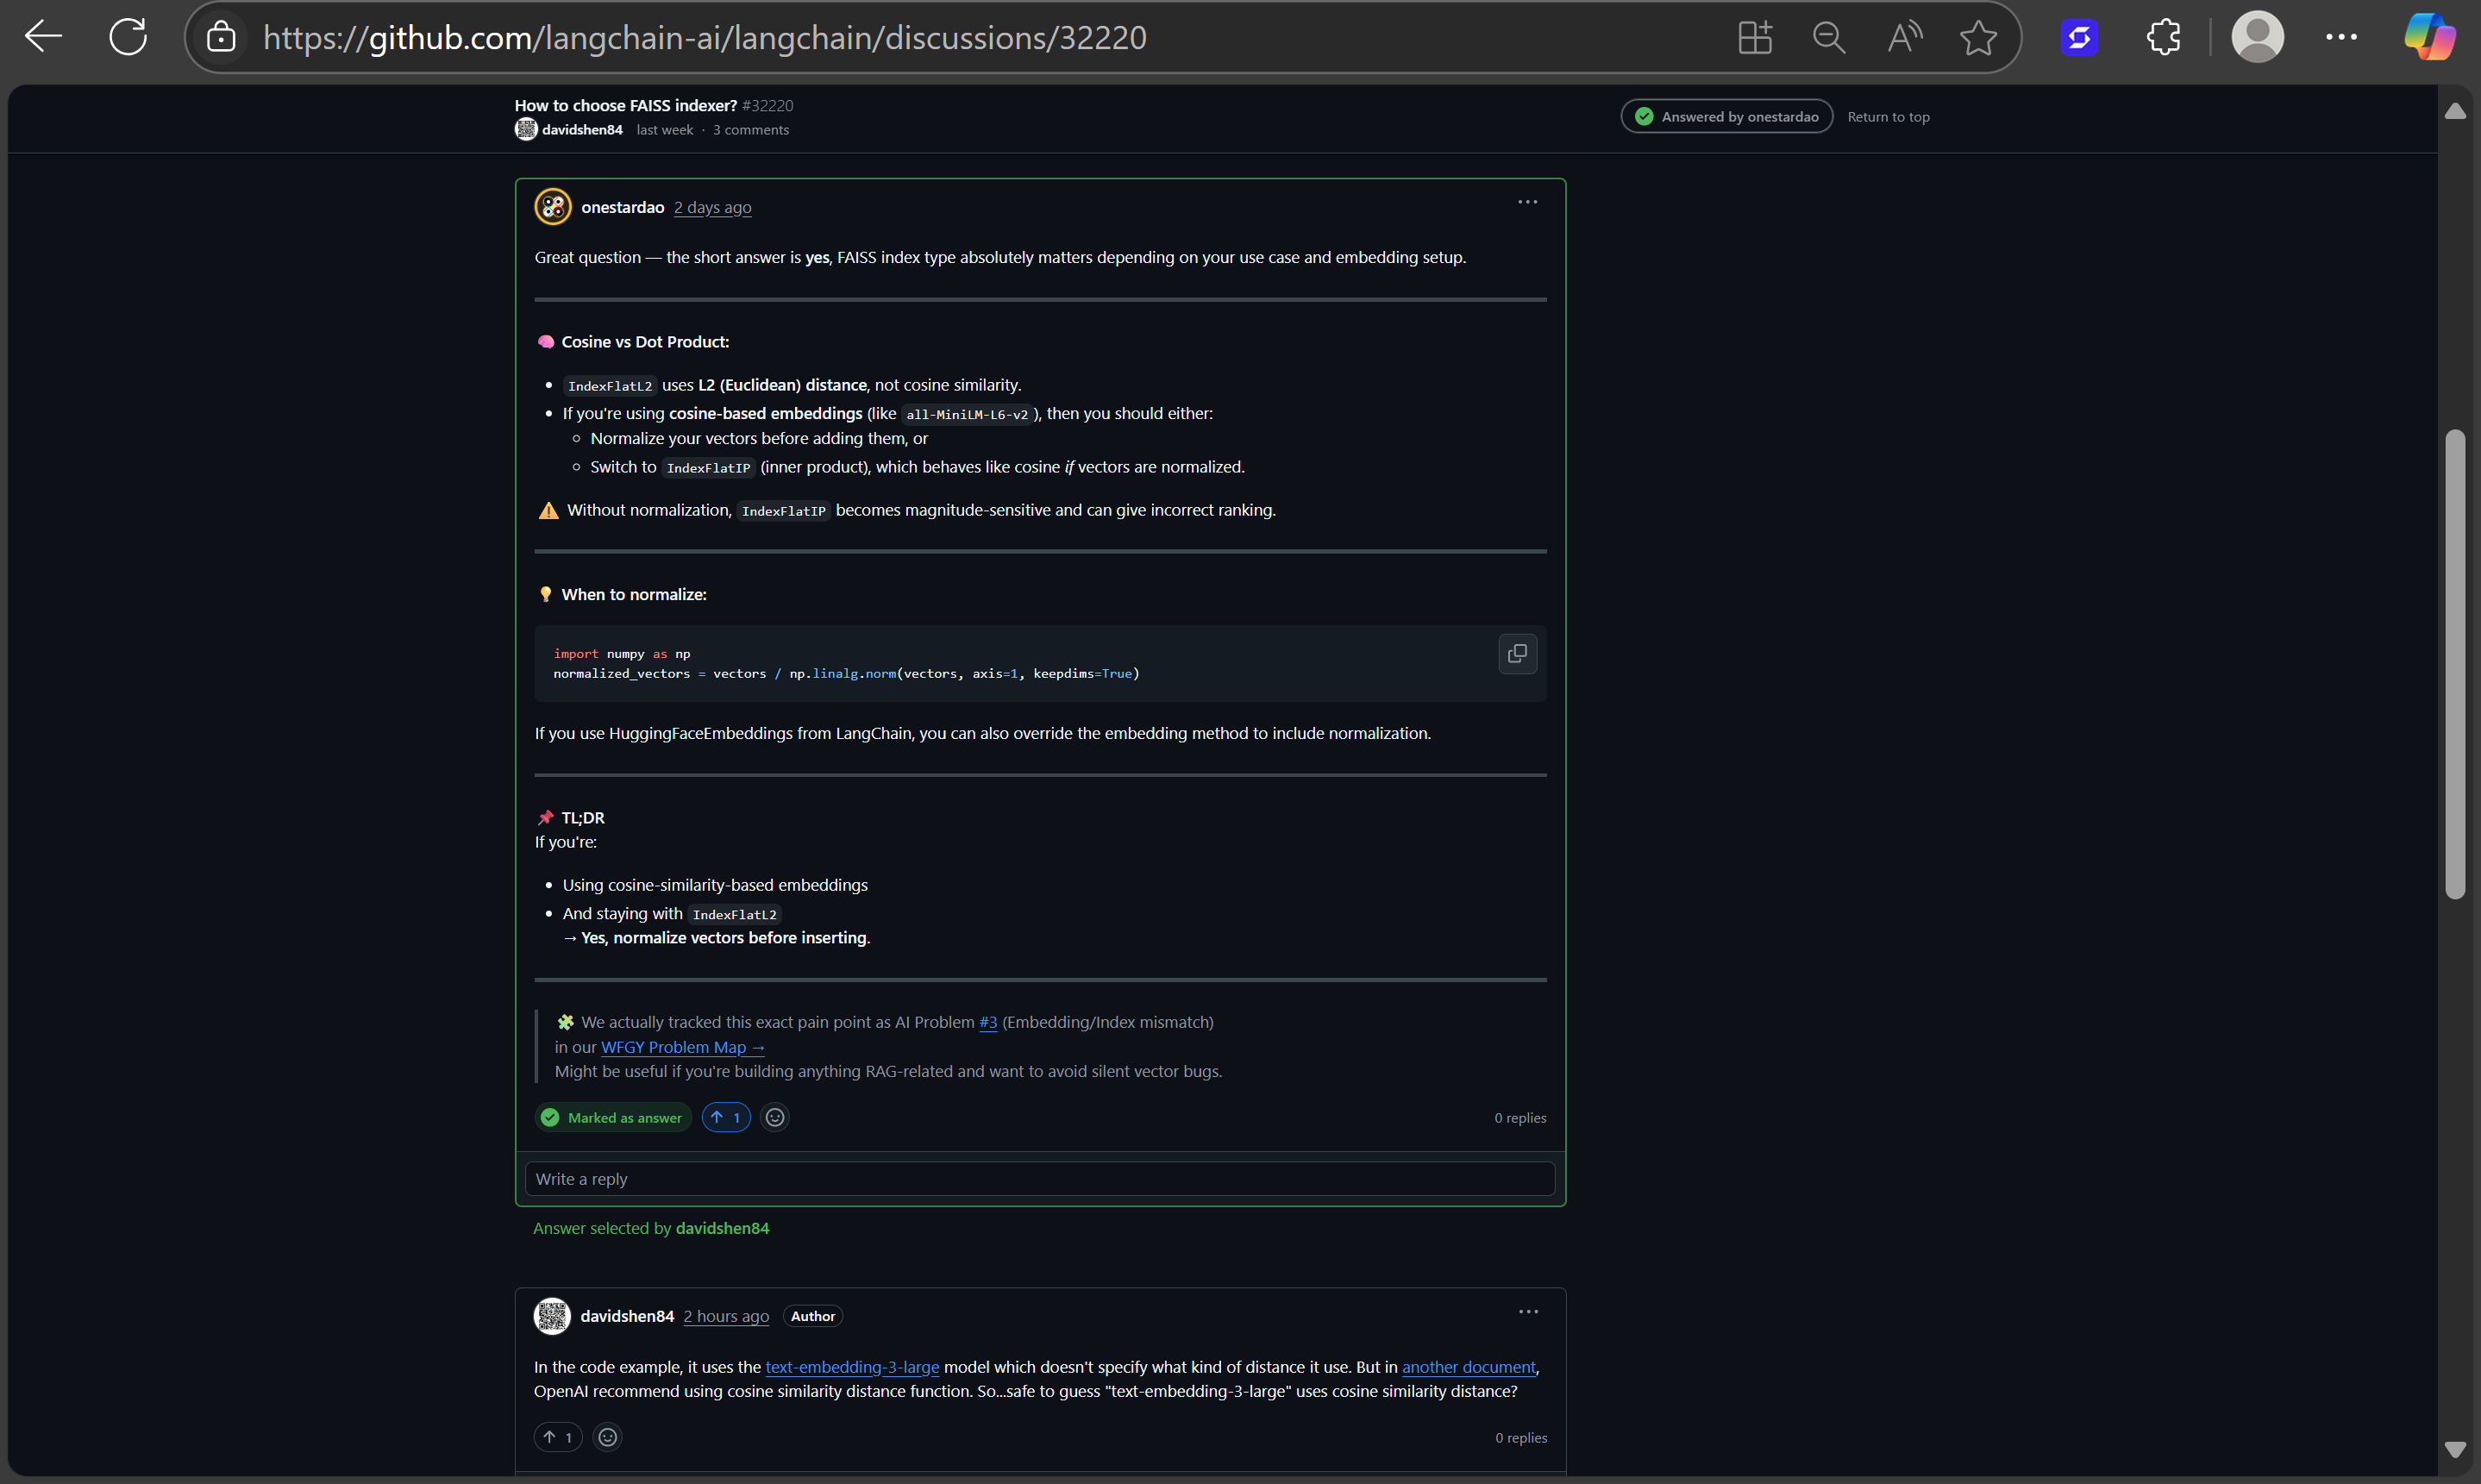 https://github.com/langchain-ai/langchain/discussions/32220
How to choose FAISS indexer? #32220
davidshen84 last week · 3 comments
Answered by onestardao Return to top
onestardao 2 days ago
Great question — the short answer is yes, FAISS index type absolutely matters depending on your use case and embedding setup.
🧠 Cosine vs Dot Product:
• IndexFlatL2 uses L2 (Euclidean) distance, not cosine similarity.
• If you're using cosine-based embeddings (like all-MiniLM-L6-v2), then you should either:
◦ Normalize your vectors before adding them, or
◦ Switch to IndexFlatIP (inner product), which behaves like cosine if vectors are normalized.
⚠️ Without normalization, IndexFlatIP becomes magnitude-sensitive and can give incorrect ranking.
💡 When to normalize:
import numpy as np
normalized_vectors = vectors / np.linalg.norm(vectors, axis=1, keepdims=True)
If you use HuggingFaceEmbeddings from LangChain, you can also override the embedding method to include normalization.
📌 TL;DR
If you're:
• Using cosine-similarity-based embeddings
• And staying with IndexFlatL2
→ Yes, normalize vectors before inserting.
🧩 We actually tracked this exact pain point as AI Problem #3 (Embedding/Index mismatch)
in our WFGY Problem Map →
Might be useful if you're building anything RAG-related and want to avoid silent vector bugs.
Marked as answer ↑ 1 0 replies
Write a reply
Answer selected by davidshen84
davidshen84 2 hours ago Author
In the code example, it uses the text-embedding-3-large model which doesn't specify what kind of distance it use. But in another document,
OpenAI recommend using cosine similarity distance function. So...safe to guess "text-embedding-3-large" uses cosine similarity distance?
↑ 1 0 replies